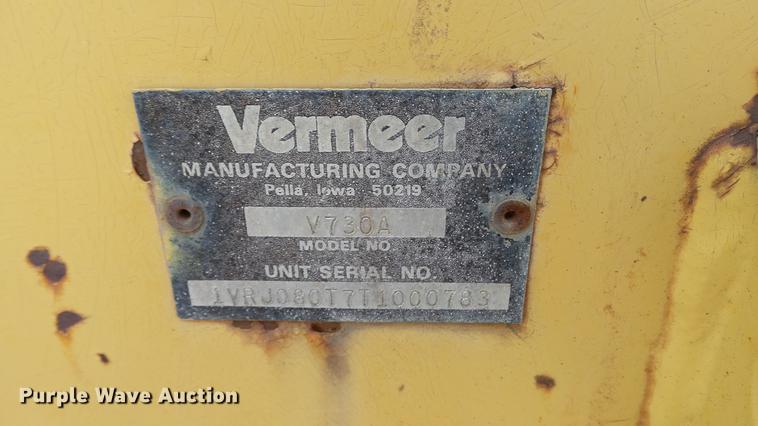 Vermeer
MANUFACTURING COMPANY
Pella, Iowa 50219
V730A
MODEL NO
UNIT SERIAL NO.
1VRJ080T7T1000783
Purple Wave Auction